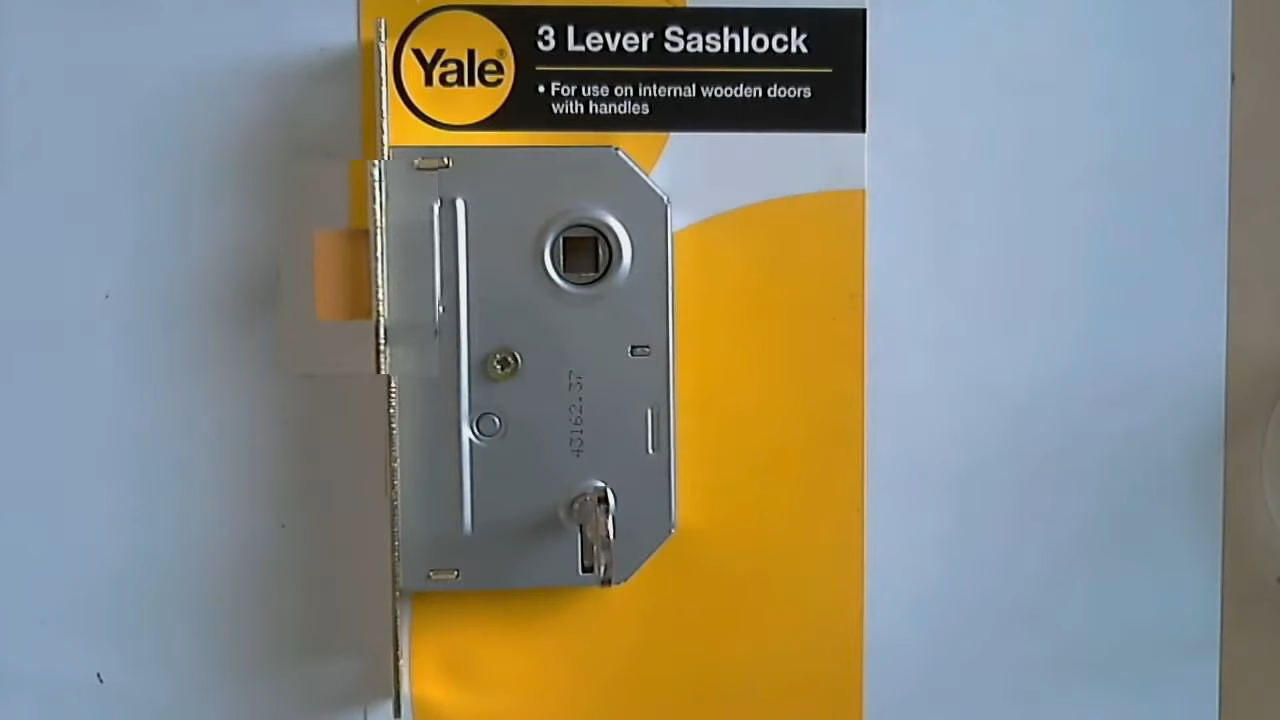 Yale®
3 Lever Sashlock
• For use on internal wooden doors
with handles
43162.37